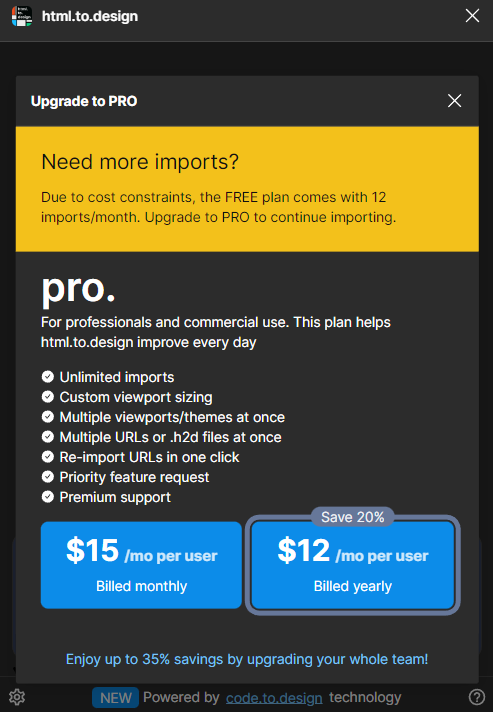 html.to.design
Upgrade to PRO
Need more imports?
Due to cost constraints, the FREE plan comes with 12
imports/month. Upgrade to PRO to continue importing.
pro.
For professionals and commercial use. This plan helps
html.to.design improve every day
Unlimited imports
Custom viewport sizing
Multiple viewports/themes at once
Multiple URLs or .h2d files at once
Re-import URLs in one click
Priority feature request
Premium support
Save 20%
$15 /mo per user
Billed monthly
$12 /mo per user
Billed yearly
Enjoy up to 35% savings by upgrading your whole team!
NEW Powered by code.to.design technology